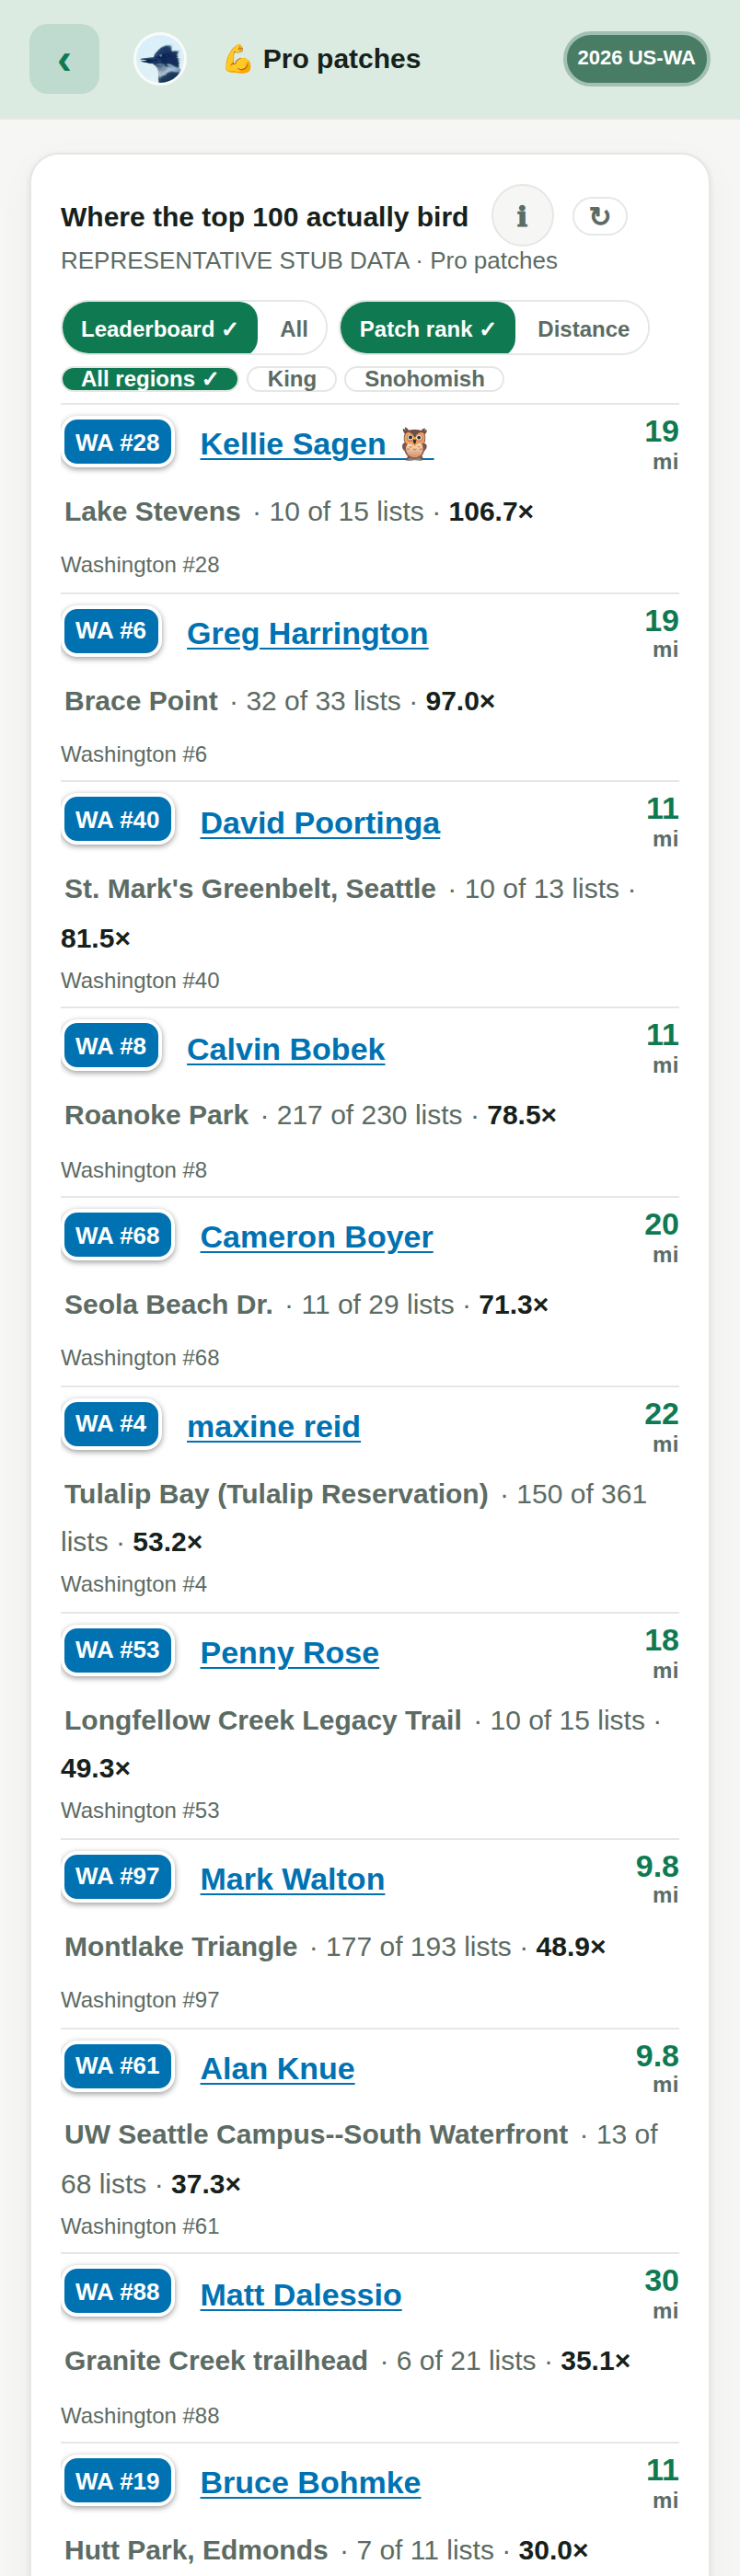 ‹ 💪 Pro patches 2026 US-WA
Where the top 100 actually bird ℹ ↻
REPRESENTATIVE STUB DATA · Pro patches
Leaderboard ✓ All Patch rank ✓ Distance
All regions ✓ King Snohomish
WA #28 Kellie Sagen 🦉 19 mi
Lake Stevens · 10 of 15 lists · 106.7×
Washington #28
WA #6 Greg Harrington 19 mi
Brace Point · 32 of 33 lists · 97.0×
Washington #6
WA #40 David Poortinga 11 mi
St. Mark's Greenbelt, Seattle · 10 of 13 lists ·
81.5×
Washington #40
WA #8 Calvin Bobek 11 mi
Roanoke Park · 217 of 230 lists · 78.5×
Washington #8
WA #68 Cameron Boyer 20 mi
Seola Beach Dr. · 11 of 29 lists · 71.3×
Washington #68
WA #4 maxine reid 22 mi
Tulalip Bay (Tulalip Reservation) · 150 of 361
lists · 53.2×
Washington #4
WA #53 Penny Rose 18 mi
Longfellow Creek Legacy Trail · 10 of 15 lists ·
49.3×
Washington #53
WA #97 Mark Walton 9.8 mi
Montlake Triangle · 177 of 193 lists · 48.9×
Washington #97
WA #61 Alan Knue 9.8 mi
UW Seattle Campus--South Waterfront · 13 of
68 lists · 37.3×
Washington #61
WA #88 Matt Dalessio 30 mi
Granite Creek trailhead · 6 of 21 lists · 35.1×
Washington #88
WA #19 Bruce Bohmke 11 mi
Hutt Park, Edmonds · 7 of 11 lists · 30.0×